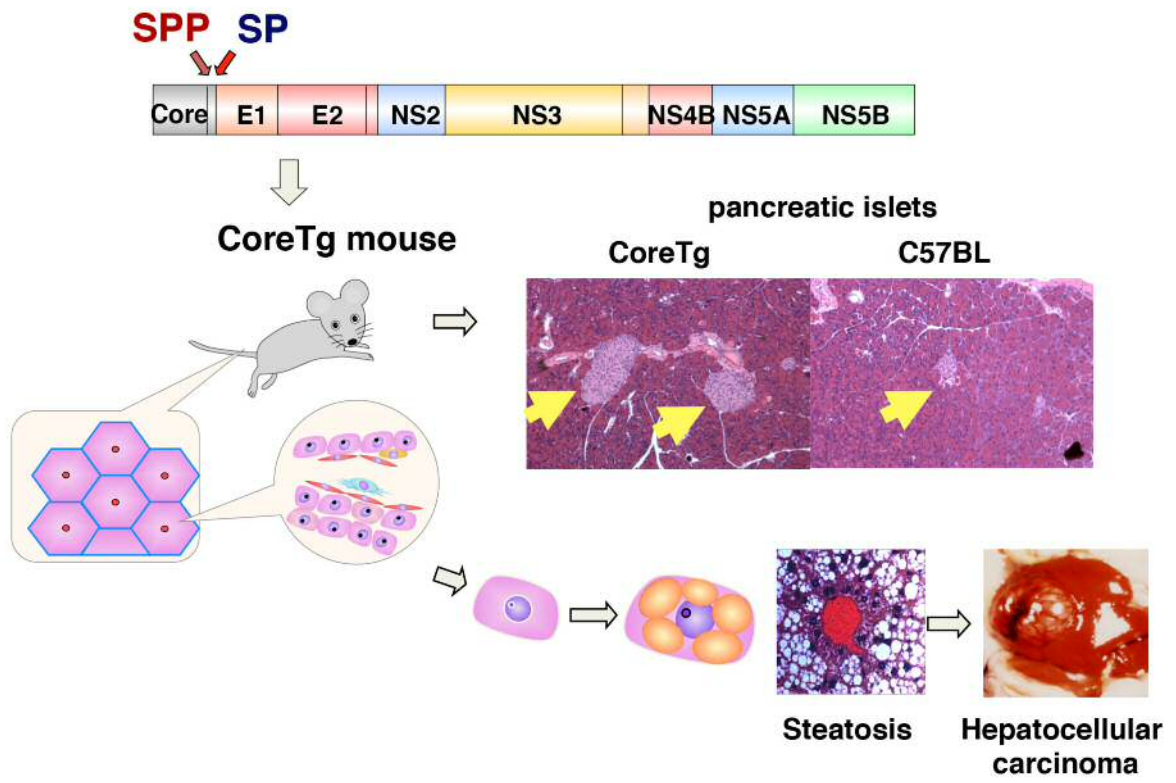 SPP SP
Core E1 E2 NS2 NS3 NS4B NS5A NS5B
CoreTg mouse
pancreatic islets
CoreTg C57BL
Steatosis
Hepatocellular
carcinoma